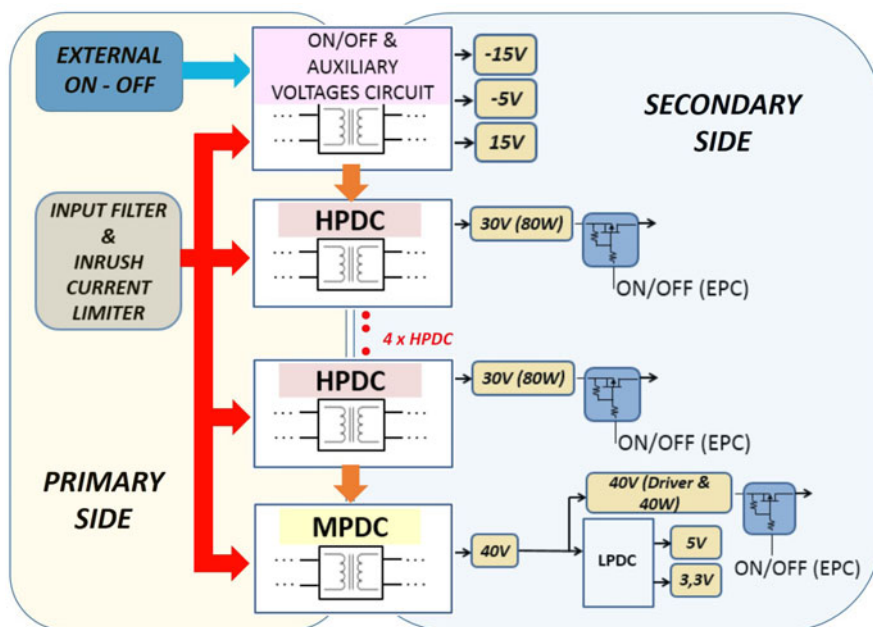 EXTERNAL
ON - OFF
ON/OFF &
AUXILIARY
VOLTAGES CIRCUIT
-15V
-5V
15V
SECONDARY
SIDE
INPUT FILTER
&
INRUSH
CURRENT
LIMITER
HPDC
30V (80W)
ON/OFF (EPC)
4 x HPDC
HPDC
30V (80W)
ON/OFF (EPC)
PRIMARY
SIDE
MPDC
40V
40V (Driver &
40W)
LPDC
5V
3,3V
ON/OFF (EPC)